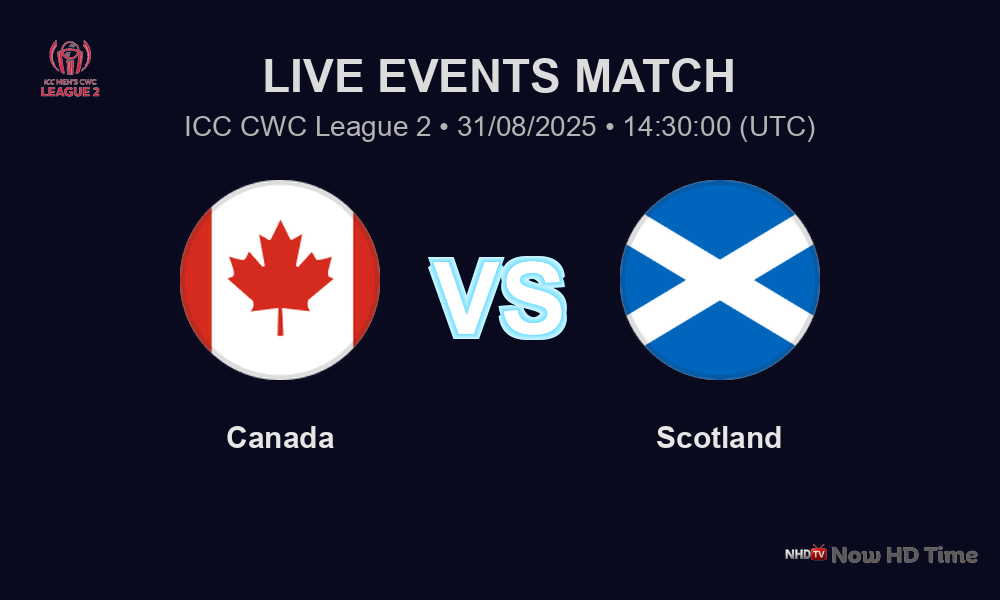 ICC MEN'S CWC
LEAGUE 2
LIVE EVENTS MATCH
ICC CWC League 2 • 31/08/2025 • 14:30:00 (UTC)
VS
Canada
Scotland
NHD TV Now HD Time